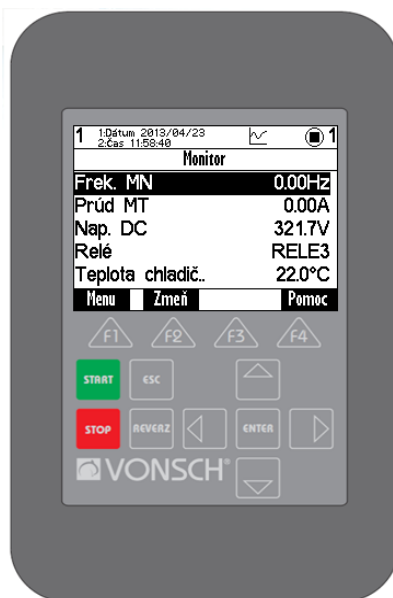 1 1:Dátum 2013/04/23 1
2:Čas 11:58:40
Monitor
Frek. MN 0.00Hz
Prúd MT 0.00A
Nap. DC 321.7V
Relé RELE3
Teplota chladič.. 22.0°C
Menu Zmeň Pomoc
F1 F2 F3 F4
START ESC
STOP REVERZ ENTER
VONSCH®